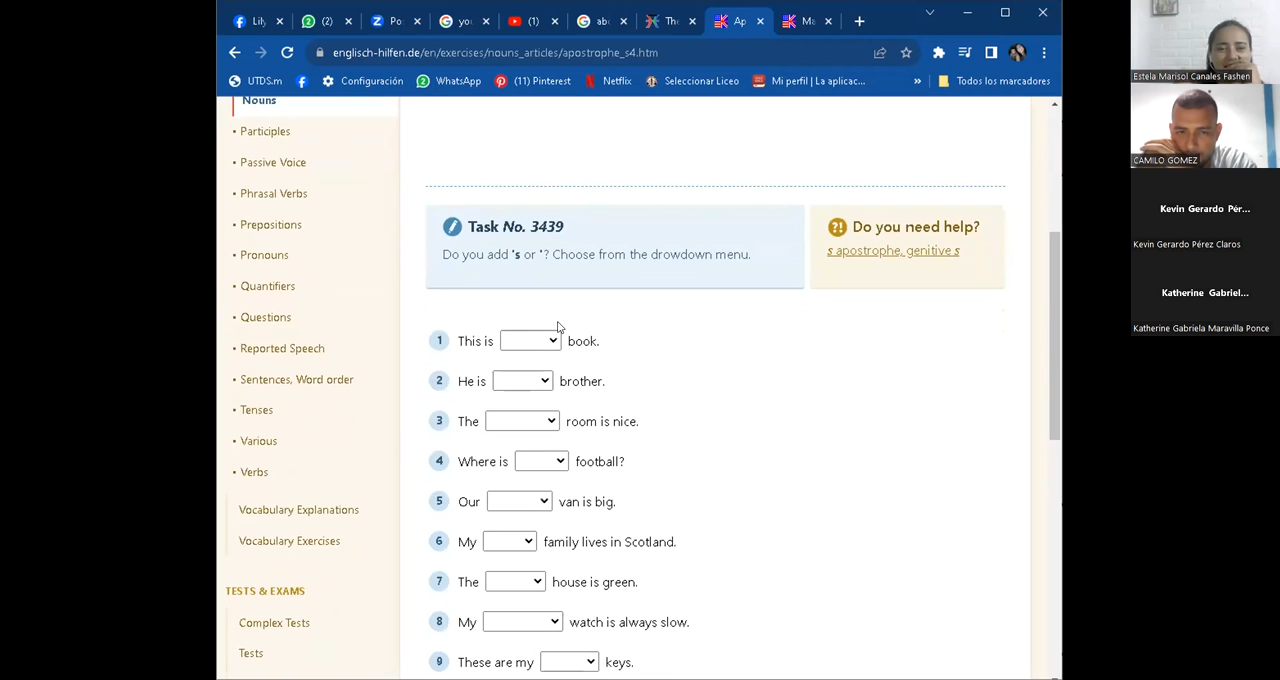 Lily
(2)
Po
yo
(1)
ab
The
Ap
Ma
englisch-hilfen.de/en/exercises/nouns_articles/apostrophe_s4.htm
UTDS.m
Configuración
WhatsApp
(11) Pinterest
Netflix
Seleccionar Liceo
Mi perfil | La aplicac...
»
Todos los marcadores
Nouns
• Participles
• Passive Voice
• Phrasal Verbs
• Prepositions
• Pronouns
• Quantifiers
• Questions
• Reported Speech
• Sentences, Word order
• Tenses
• Various
• Verbs
Vocabulary Explanations
Vocabulary Exercises
TESTS & EXAMS
Complex Tests
Tests
Task No. 3439
Do you add 's or '? Choose from the drowdown menu.
?! Do you need help?
s apostrophe, genitive s
1 This is book.
2 He is brother.
3 The room is nice.
4 Where is football?
5 Our van is big.
6 My family lives in Scotland.
7 The house is green.
8 My watch is always slow.
9 These are my keys.
Estela Marisol Canales Fashen
CAMILO GOMEZ
Kevin Gerardo Pér...
Kevin Gerardo Pérez Claros
Katherine Gabriel...
Katherine Gabriela Maravilla Ponce